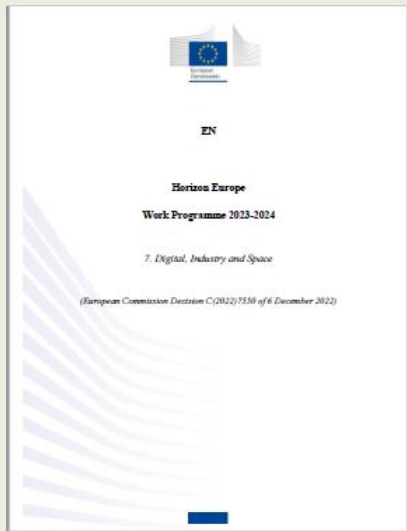 European
Commission
EN
Horizon Europe
Work Programme 2023-2024
7. Digital, Industry and Space
(European Commission Decision C(2022)7550 of 6 December 2022)